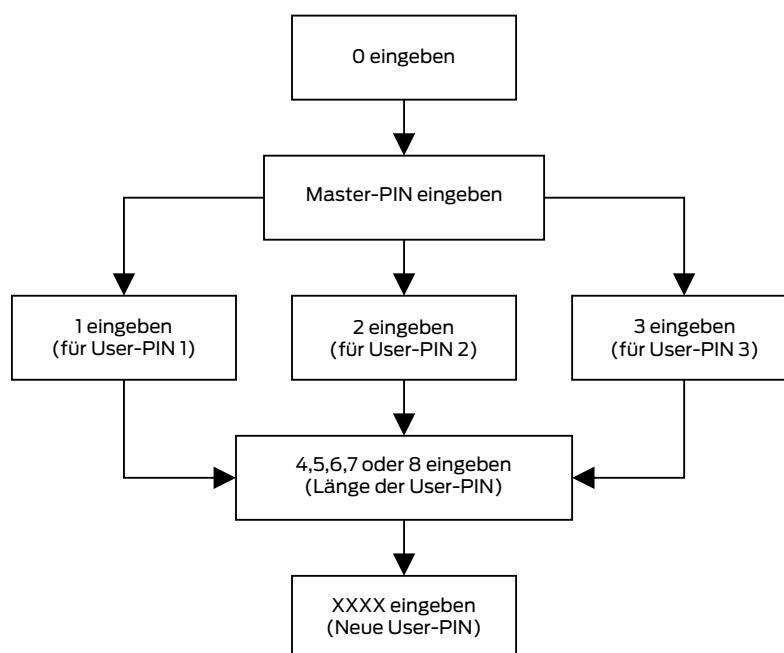 0 eingeben
Master-PIN eingeben
1 eingeben
(für User-PIN 1)
2 eingeben
(für User-PIN 2)
3 eingeben
(für User-PIN 3)
4,5,6,7 oder 8 eingeben
(Länge der User-PIN)
XXXX eingeben
(Neue User-PIN)